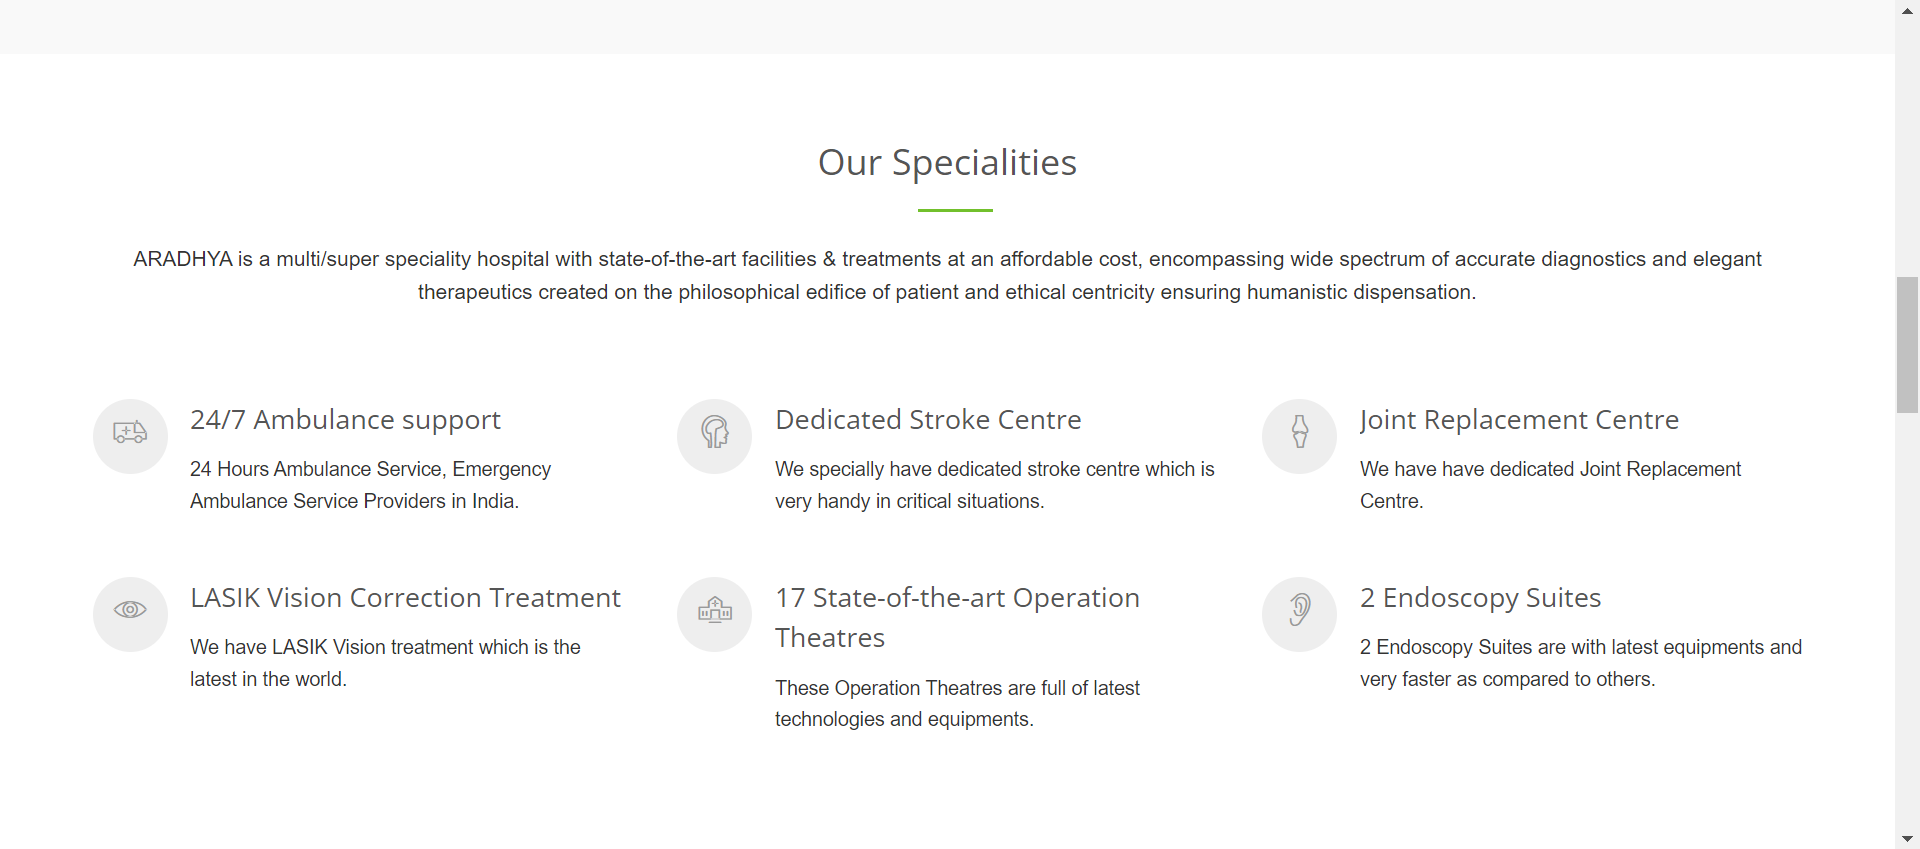 Our Specialities
ARADHYA is a multi/super speciality hospital with state-of-the-art facilities & treatments at an affordable cost, encompassing wide spectrum of accurate diagnostics and elegant
therapeutics created on the philosophical edifice of patient and ethical centricity ensuring humanistic dispensation.
24/7 Ambulance support
24 Hours Ambulance Service, Emergency
Ambulance Service Providers in India.
Dedicated Stroke Centre
We specially have dedicated stroke centre which is
very handy in critical situations.
Joint Replacement Centre
We have have dedicated Joint Replacement
Centre.
LASIK Vision Correction Treatment
We have LASIK Vision treatment which is the
latest in the world.
17 State-of-the-art Operation
Theatres
These Operation Theatres are full of latest
technologies and equipments.
2 Endoscopy Suites
2 Endoscopy Suites are with latest equipments and
very faster as compared to others.